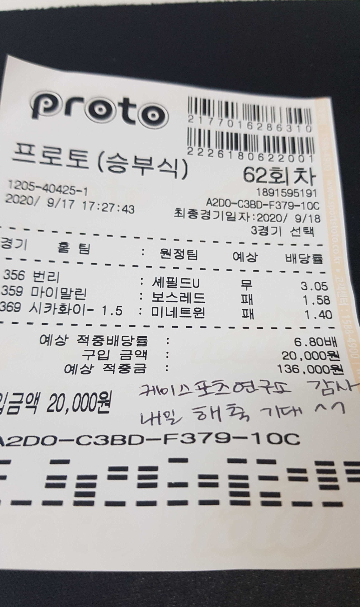 proto
2177016286310
2226180622001
프로토(승부식) 62회차
1205-40425-1 1891595191
A2D0-C3BD-F379-10C
2020/ 9/17 17:27:43 최종경기일자:2020/ 9/18
3경기 선택
경기 홈 팀 : 원정팀 예상 배당률
356 번리 : 셰필드U 무 3.05
359 마이말린 : 보스레드 패 1.58
369 시카화이- 1.5 : 미네트윈 패 1.40
예상 적중배당률 : 6.80배
구입 금액 : 20,000원
예상 적중금 : 136,000원
입금액 20,000원
케이스포츠연구소 감사
내일 해축 기대 ^^
A2D0-C3BD-F379-10C